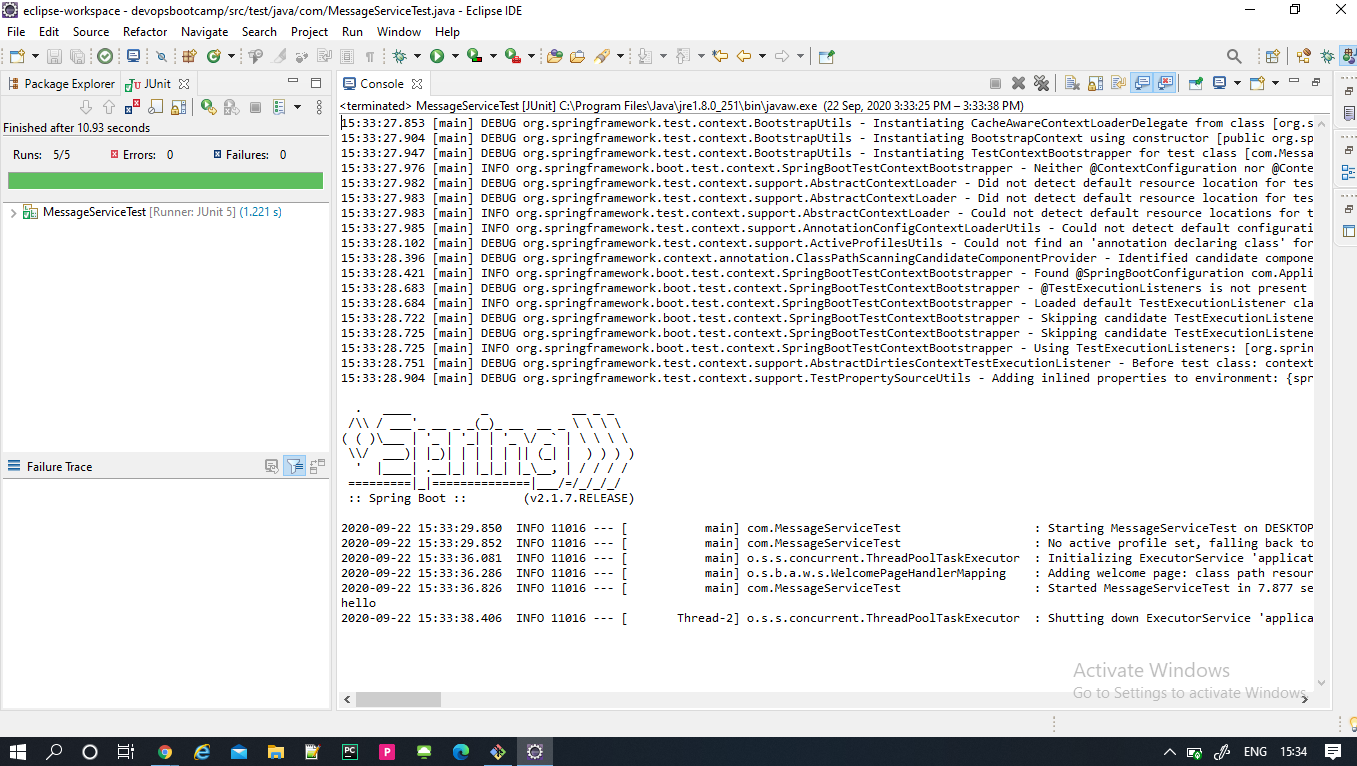 eclipse-workspace - devopsbootcamp/src/test/java/com/MessageServiceTest.java - Eclipse IDE
File Edit Source Refactor Navigate Search Project Run Window Help
Package Explorer JUnit
Finished after 10.93 seconds
Runs: 5/5 Errors: 0 Failures: 0
MessageServiceTest [Runner: JUnit 5] (1.221 s)
Failure Trace
Console
<terminated> MessageServiceTest [JUnit] C:\Program Files\Java\jre1.8.0_251\bin\javaw.exe (22 Sep, 2020 3:33:25 PM – 3:33:38 PM)
15:33:27.853 [main] DEBUG org.springframework.test.context.BootstrapUtils - Instantiating CacheAwareContextLoaderDelegate from class [org.s
15:33:27.904 [main] DEBUG org.springframework.test.context.BootstrapUtils - Instantiating BootstrapContext using constructor [public org.sp
15:33:27.947 [main] DEBUG org.springframework.test.context.BootstrapUtils - Instantiating TestContextBootstrapper for test class [com.Messa
15:33:27.976 [main] INFO org.springframework.boot.test.context.SpringBootTestContextBootstrapper - Neither @ContextConfiguration nor @Conte
15:33:27.982 [main] DEBUG org.springframework.test.context.support.AbstractContextLoader - Did not detect default resource location for tes
15:33:27.983 [main] DEBUG org.springframework.test.context.support.AbstractContextLoader - Did not detect default resource location for tes
15:33:27.983 [main] INFO org.springframework.test.context.support.AbstractContextLoader - Could not detect default resource locations for t
15:33:27.985 [main] INFO org.springframework.test.context.support.AnnotationConfigContextLoaderUtils - Could not detect default configurati
15:33:28.102 [main] DEBUG org.springframework.test.context.support.ActiveProfilesUtils - Could not find an 'annotation declaring class' for
15:33:28.396 [main] DEBUG org.springframework.context.annotation.ClassPathScanningCandidateComponentProvider - Identified candidate compone
15:33:28.421 [main] INFO org.springframework.boot.test.context.SpringBootTestContextBootstrapper - Found @SpringBootConfiguration com.Appli
15:33:28.683 [main] DEBUG org.springframework.boot.test.context.SpringBootTestContextBootstrapper - @TestExecutionListeners is not present
15:33:28.684 [main] INFO org.springframework.boot.test.context.SpringBootTestContextBootstrapper - Loaded default TestExecutionListener cla
15:33:28.722 [main] DEBUG org.springframework.boot.test.context.SpringBootTestContextBootstrapper - Skipping candidate TestExecutionListene
15:33:28.725 [main] DEBUG org.springframework.boot.test.context.SpringBootTestContextBootstrapper - Skipping candidate TestExecutionListene
15:33:28.725 [main] INFO org.springframework.boot.test.context.SpringBootTestContextBootstrapper - Using TestExecutionListeners: [org.sprin
15:33:28.751 [main] DEBUG org.springframework.test.context.support.AbstractDirtiesContextTestExecutionListener - Before test class: context
15:33:28.904 [main] DEBUG org.springframework.test.context.support.TestPropertySourceUtils - Adding inlined properties to environment: {spr
Spring
:: Spring Boot :: (v2.1.7.RELEASE)
2020-09-22 15:33:29.850 INFO 11016 --- [ main] com.MessageServiceTest : Starting MessageServiceTest on DESKTOP
2020-09-22 15:33:29.852 INFO 11016 --- [ main] com.MessageServiceTest : No active profile set, falling back to
2020-09-22 15:33:36.081 INFO 11016 --- [ main] o.s.s.concurrent.ThreadPoolTaskExecutor : Initializing ExecutorService 'applicat
2020-09-22 15:33:36.286 INFO 11016 --- [ main] o.s.b.a.w.s.WelcomePageHandlerMapping : Adding welcome page: class path resour
2020-09-22 15:33:36.826 INFO 11016 --- [ main] com.MessageServiceTest : Started MessageServiceTest in 7.877 se
hello
2020-09-22 15:33:38.406 INFO 11016 --- [ Thread-2] o.s.s.concurrent.ThreadPoolTaskExecutor : Shutting down ExecutorService 'applica
Activate Windows
Go to Settings to activate Windows.
ENG 15:34